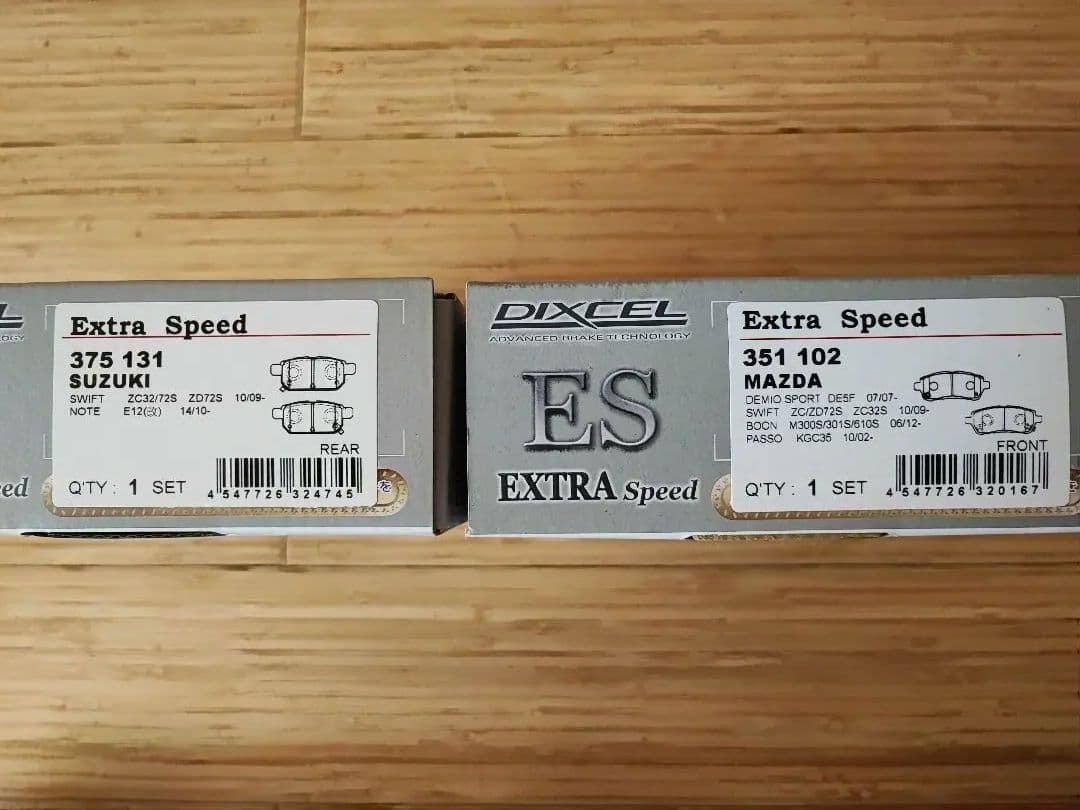 Extra Speed
375 131
SUZUKI
SWIFT ZC32/72S ZD72S 10/09-
NOTE E12(改) 14/10-
REAR
Q'TY : 1 SET
4 547726 324745
DIXCEL
ADVANCED BRAKE TECHNOLOGY
ES
EXTRA Speed
Extra Speed
351 102
MAZDA
DEMIO SPORT DE5F 07/07-
SWIFT ZC/ZD72S ZC32S 10/09-
BOON M300S/301S/610S 06/12-
PASSO KGC35 10/02-
FRONT
Q'TY : 1 SET
4 547726 320167